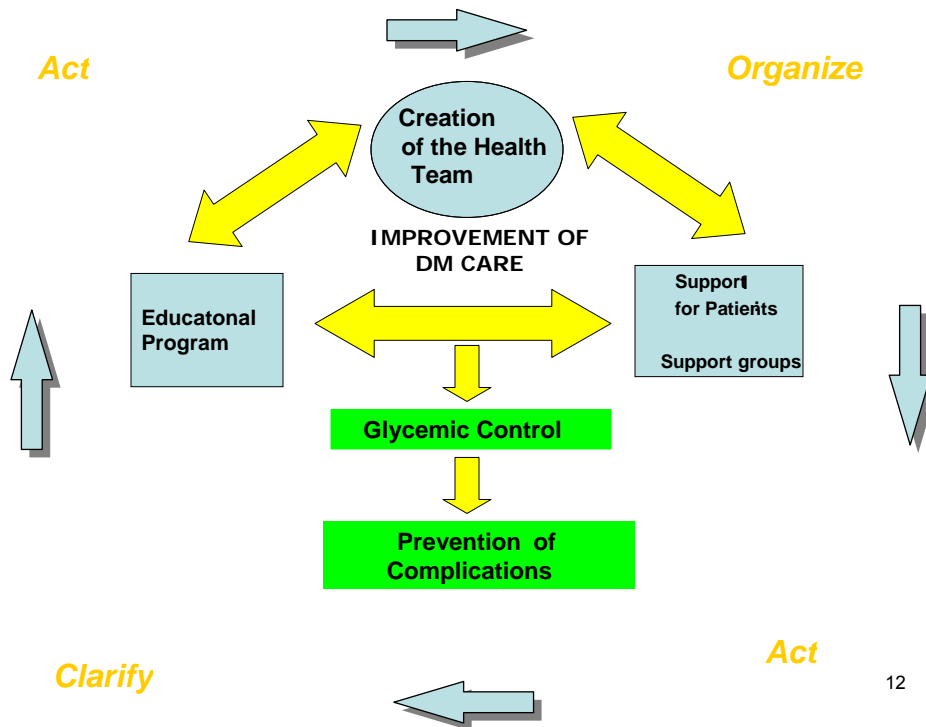 Act
Organize
Creation
of the Health
Team
IMPROVEMENT OF
DM CARE
Educatonal
Program
Support
for Patients
Support groups
Glycemic Control
Prevention of
Complications
Act
Clarify
12